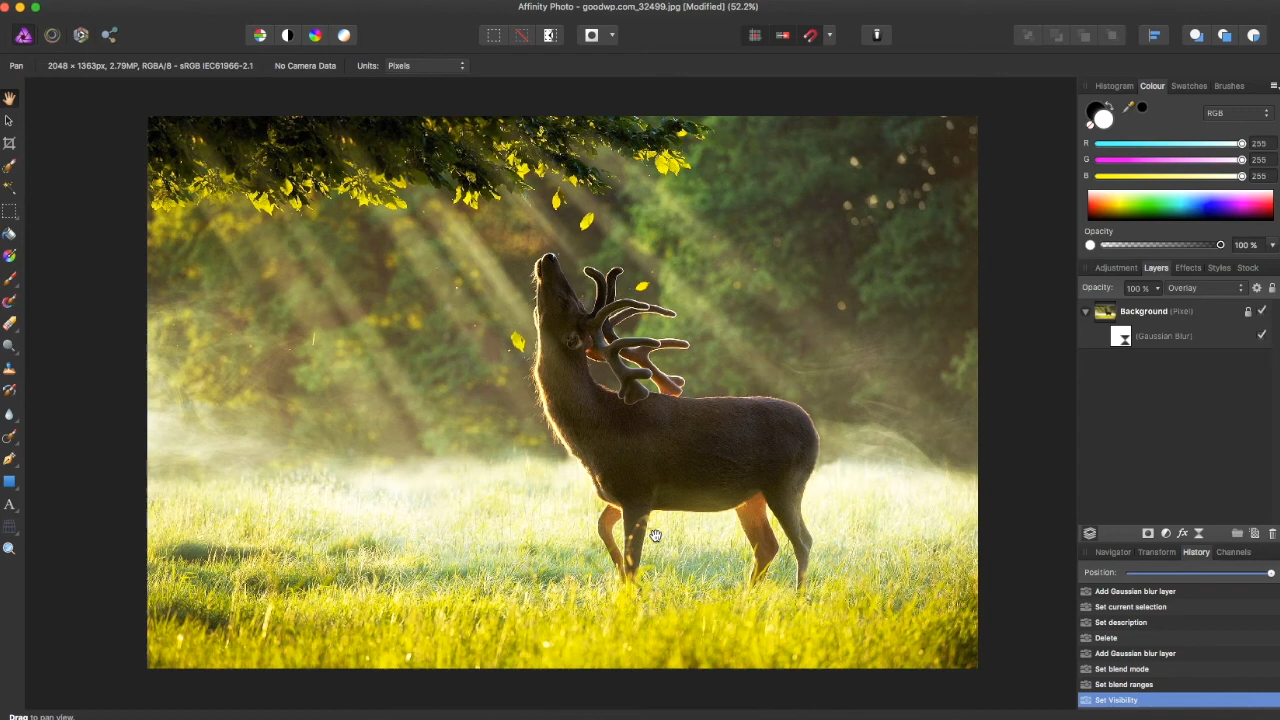 Affinity Photo - goodwp.com_32499.jpg [Modified] (52.2%)
Pan 2048 × 1363px, 2.79MP, RGBA/8 - sRGB IEC61966-2.1 No Camera Data Units: Pixels
Histogram Colour Swatches Brushes
RGB
R 255
G 255
B 255
Opacity
100 %
Adjustment Layers Effects Styles Stock
Opacity: 100 % Overlay
Background (Pixel)
(Gaussian Blur)
Navigator Transform History Channels
Position:
Add Gaussian blur layer
Set current selection
Set description
Delete
Add Gaussian blur layer
Set blend mode
Set blend ranges
Set Visibility
Drag to pan view.